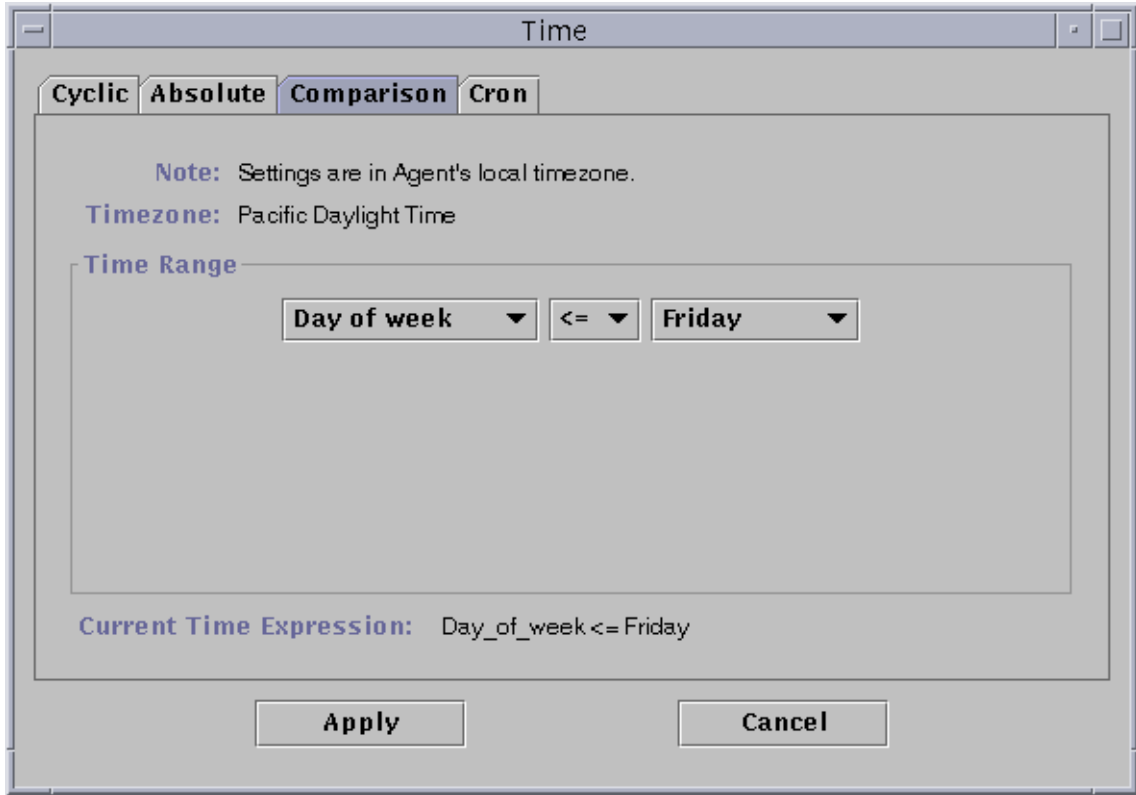 Time
Cyclic Absolute Comparison Cron
Note: Settings are in Agent's local timezone.
Timezone: Pacific Daylight Time
Time Range
Day of week <= Friday
Current Time Expression: Day_of_week <= Friday
Apply Cancel